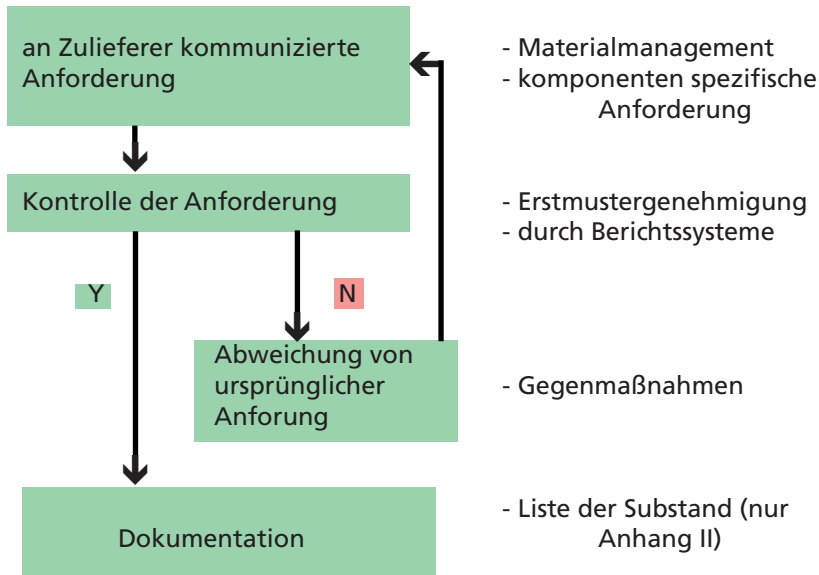 an Zulieferer kommunizierte
Anforderung
- Materialmanagement
- komponenten spezifische
Anforderung
Kontrolle der Anforderung
- Erstmustergenehmigung
- durch Berichtssysteme
Y
N
Abweichung von
ursprünglicher
Anforung
- Gegenmaßnahmen
Dokumentation
- Liste der Substand (nur
Anhang II)